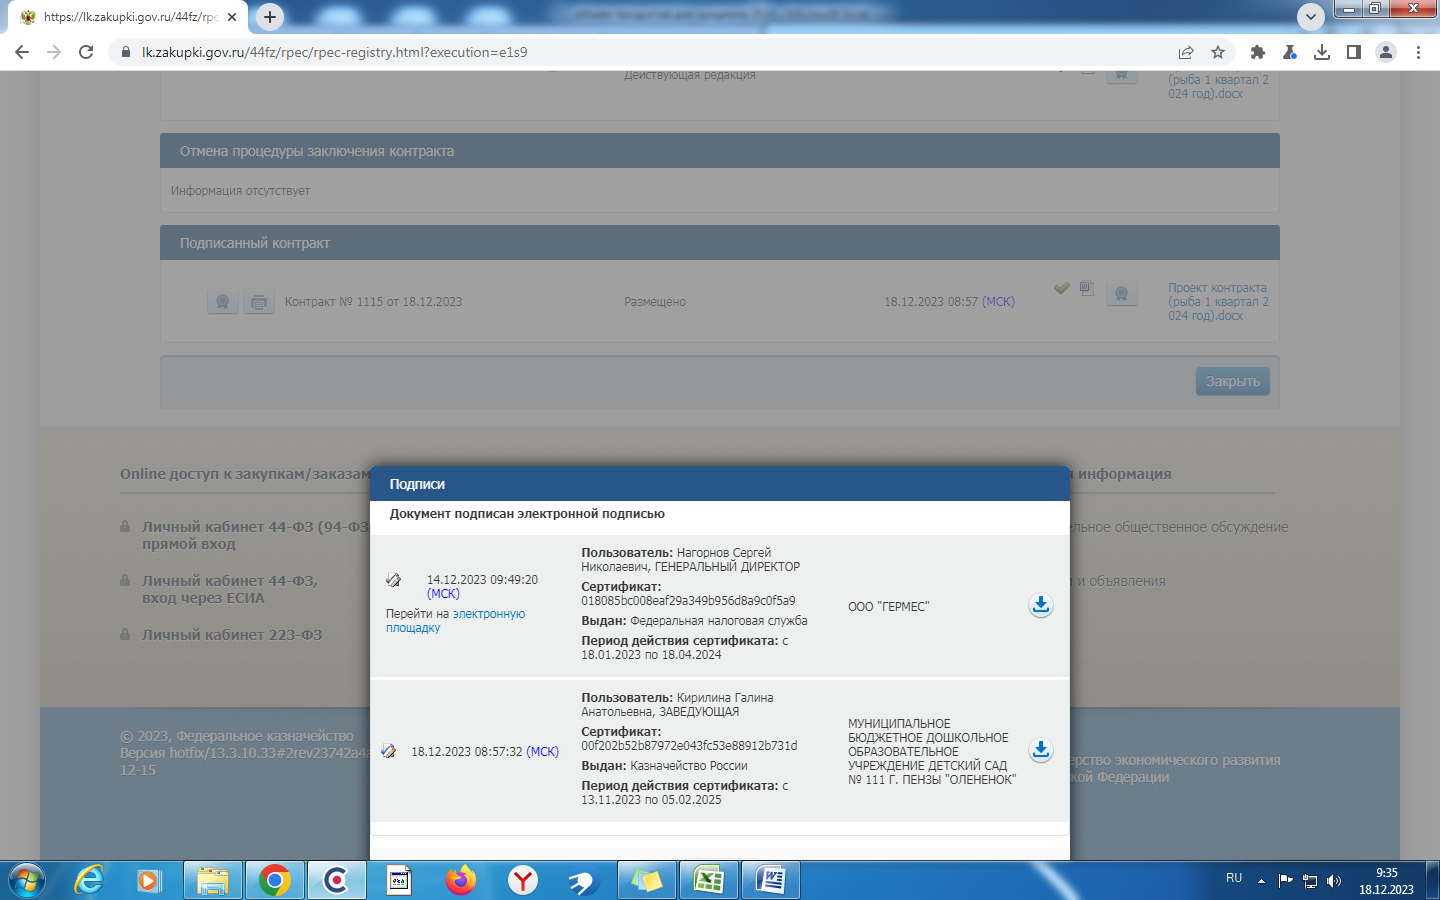 https://lk.zakupki.gov.ru/44fz/rpe
lk.zakupki.gov.ru/44fz/rpec/rpec-registry.html?execution=e1s9
Действующая редакция
(рыба 1 квартал 2
024 год).docx
Отмена процедуры заключения контракта
Информация отсутствует
Подписанный контракт
Контракт № 1115 от 18.12.2023
Размещено
18.12.2023 08:57 (МСК)
Проект контракта
(рыба 1 квартал 2
024 год).docx
Закрыть
Online доступ к закупкам/заказам
я информация
Личный кабинет 44-ФЗ (94-ФЗ
прямой вход
Личный кабинет 44-ФЗ,
вход через ЕСИА
Личный кабинет 223-ФЗ
ельное общественное обсуждение
и и объявления
Подписи
Документ подписан электронной подписью
14.12.2023 09:49:20
(МСК)
Перейти на электронную
площадку
Пользователь: Нагорнов Сергей
Николаевич, ГЕНЕРАЛЬНЫЙ ДИРЕКТОР
Сертификат:
018085bc008eaf29a349b956d8a9c0f5a9
Выдан: Федеральная налоговая служба
Период действия сертификата: с
18.01.2023 по 18.04.2024
ООО "ГЕРМЕС"
18.12.2023 08:57:32 (МСК)
Пользователь: Кирилина Галина
Анатольевна, ЗАВЕДУЮЩАЯ
Сертификат:
00f202b52b87972e043fc53e88912b731d
Выдан: Казначейство России
Период действия сертификата: с
13.11.2023 по 05.02.2025
МУНИЦИПАЛЬНОЕ
БЮДЖЕТНОЕ ДОШКОЛЬНОЕ
ОБРАЗОВАТЕЛЬНОЕ
УЧРЕЖДЕНИЕ ДЕТСКИЙ САД
№ 111 Г. ПЕНЗЫ "ОЛЕНЕНОК"
© 2023, Федеральное казначейство
Версия hotfix/13.3.10.33#2rev23742a4a
12-15
ерство экономического развития
кой Федерации
RU
9:35
18.12.2023